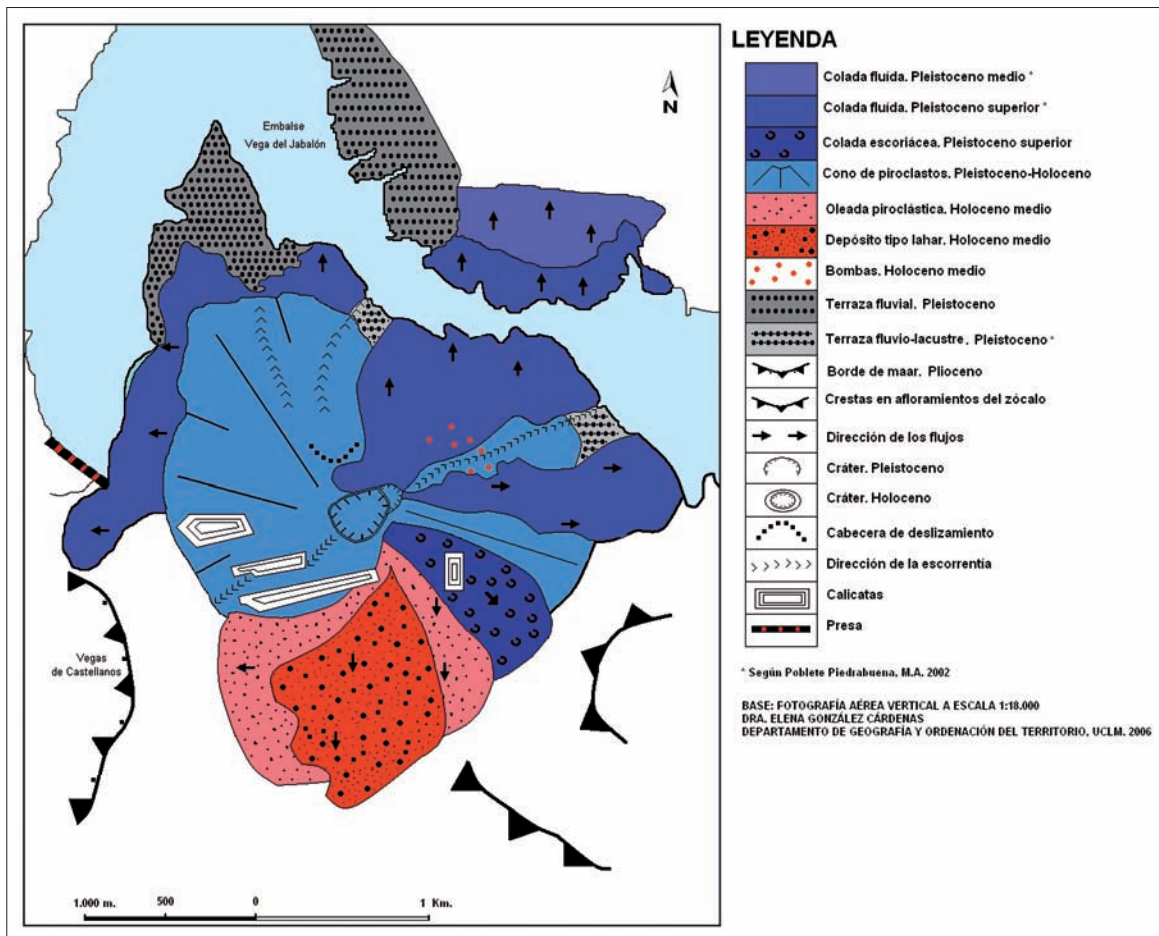 Embalse
Vega del Jabalón
N
Vegas
de Castellanos
1.000 m.
500
0
1 Km.
LEYENDA
Colada fluída. Pleistoceno medio *
Colada fluída. Pleistoceno superior *
Colada escoriácea. Pleistoceno superior
Cono de piroclastos. Pleistoceno-Holoceno
Oleada piroclástica. Holoceno medio
Depósito tipo lahar. Holoceno medio
Bombas. Holoceno medio
Terraza fluvial. Pleistoceno
Terraza fluvio-lacustre. Pleistoceno *
Borde de maar. Plioceno
Crestas en afloramientos del zócalo
Dirección de los flujos
Cráter. Pleistoceno
Cráter. Holoceno
Cabecera de deslizamiento
Dirección de la escorrentía
Calicatas
Presa
* Según Poblete Piedrabuena, M.A. 2002
BASE: FOTOGRAFÍA AÉREA VERTICAL A ESCALA 1:18.000
DRA. ELENA GONZÁLEZ CÁRDENAS
DEPARTAMENTO DE GEOGRAFÍA Y ORDENACIÓN DEL TERRITORIO, UCLM. 2006